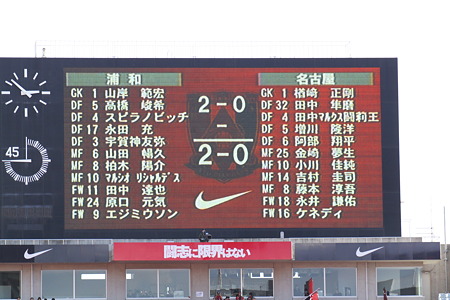 浦和 2-0 名古屋
GK 1 山岸 範宏 GK 1 楢﨑 正剛
DF 5 高橋 峻希 DF 32 田中 隼磨
DF 4 スピラノビッチ DF 4 田中マルクス闘莉王
DF 17 永田 充 DF 5 増川 隆洋
DF 3 宇賀神友弥 DF 6 阿部 翔平
MF 6 山田 暢久 MF 25 金崎 夢生
MF 8 柏木 陽介 MF 10 小川 佳純
MF 10 マルシオ リシャルデス MF 14 吉村 圭司
FW 11 田中 達也 MF 8 藤本 淳吾
FW 24 原口 元気 FW 18 永井 謙佑
FW 9 エジミウソン FW 16 ケネディ
-
2-0
45
闘志に限界はない